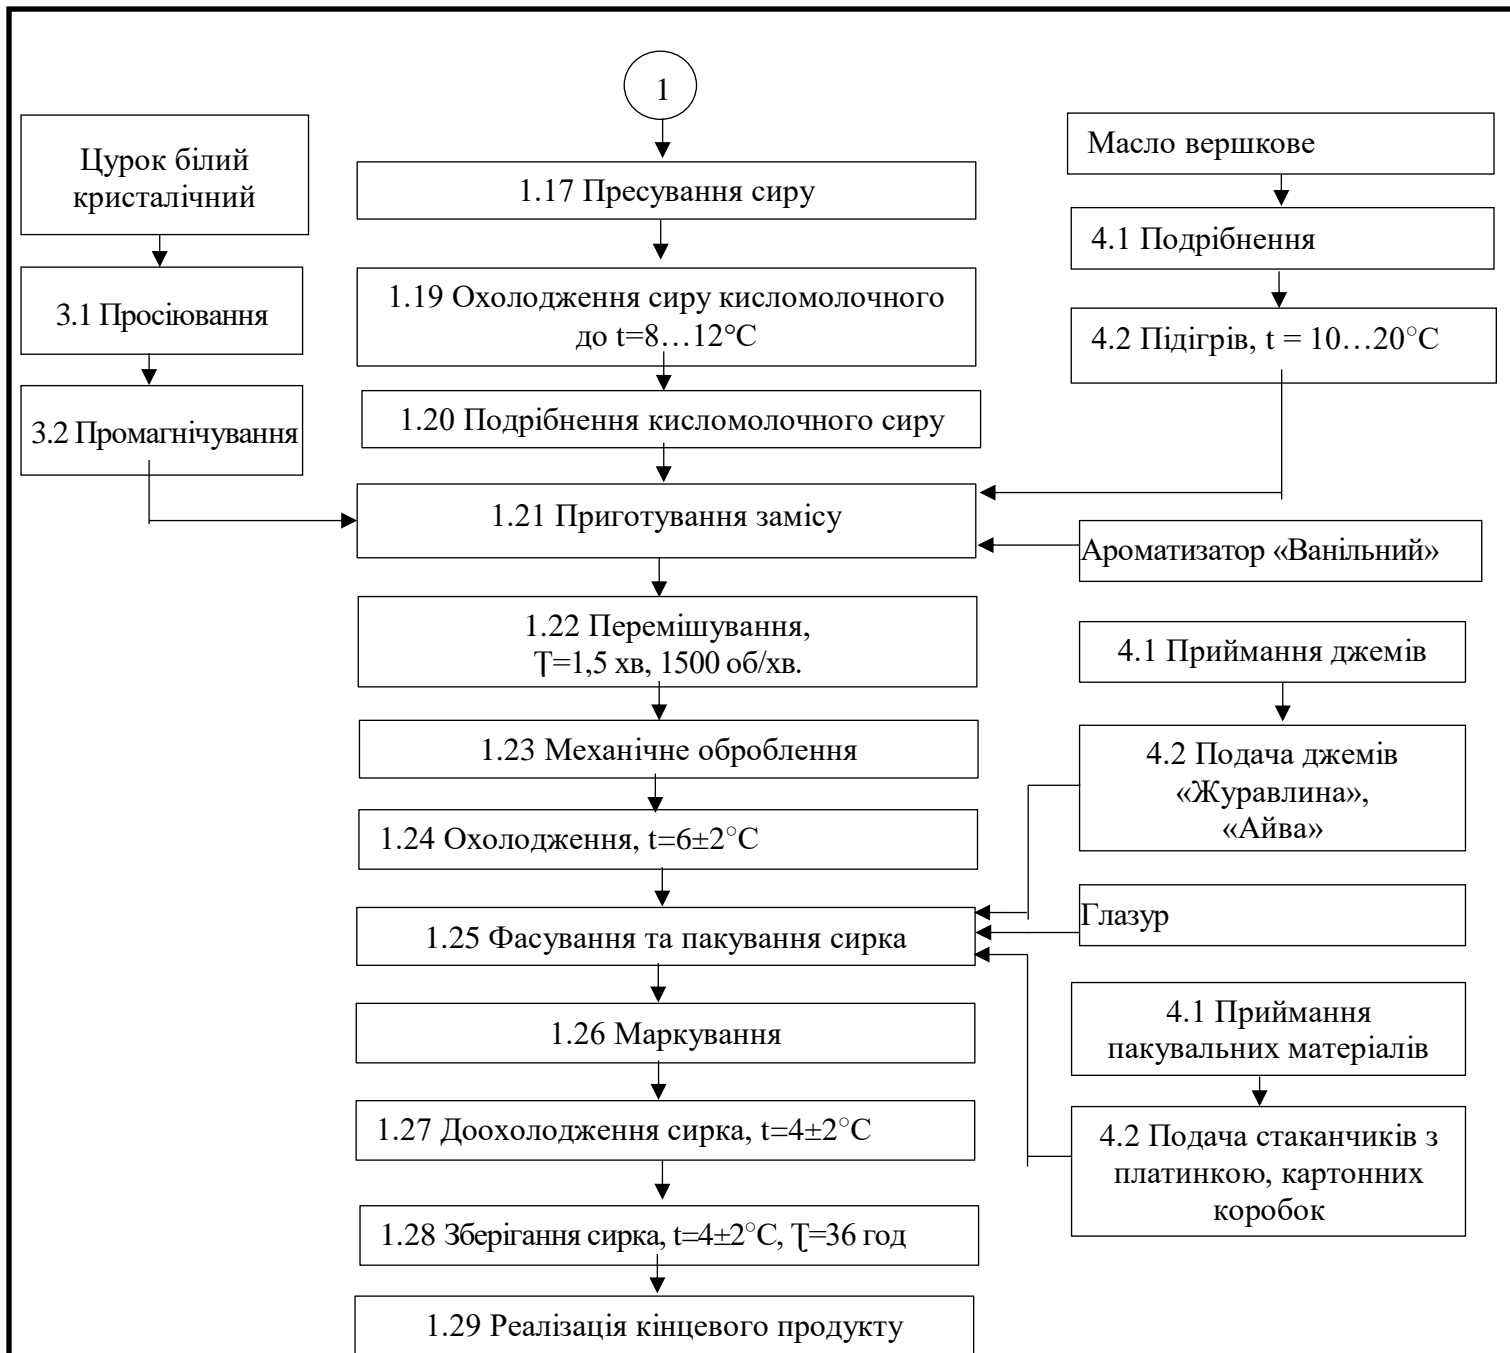 1
Цурок білий
кристалічний
3.1 Просіювання
3.2 Промагнічування
1.17 Пресування сиру
1.19 Охолодження сиру кисломолочного
до t=8…12°С
1.20 Подрібнення кисломолочного сиру
1.21 Приготування замісу
1.22 Перемішування,
Ʈ=1,5 хв, 1500 об/хв.
1.23 Механічне оброблення
1.24 Охолодження, t=6±2°С
1.25 Фасування та пакування сирка
1.26 Маркування
1.27 Доохолодження сирка, t=4±2°С
1.28 Зберігання сирка, t=4±2°С, Ʈ=36 год
1.29 Реалізація кінцевого продукту
Масло вершкове
4.1 Подрібнення
4.2 Підігрів, t = 10…20°С
Ароматизатор «Ванільний»
4.1 Приймання джемів
4.2 Подача джемів
«Журавлина»,
«Айва»
Глазур
4.1 Приймання
пакувальних матеріалів
4.2 Подача стаканчиків з
платинкою, картонних
коробок